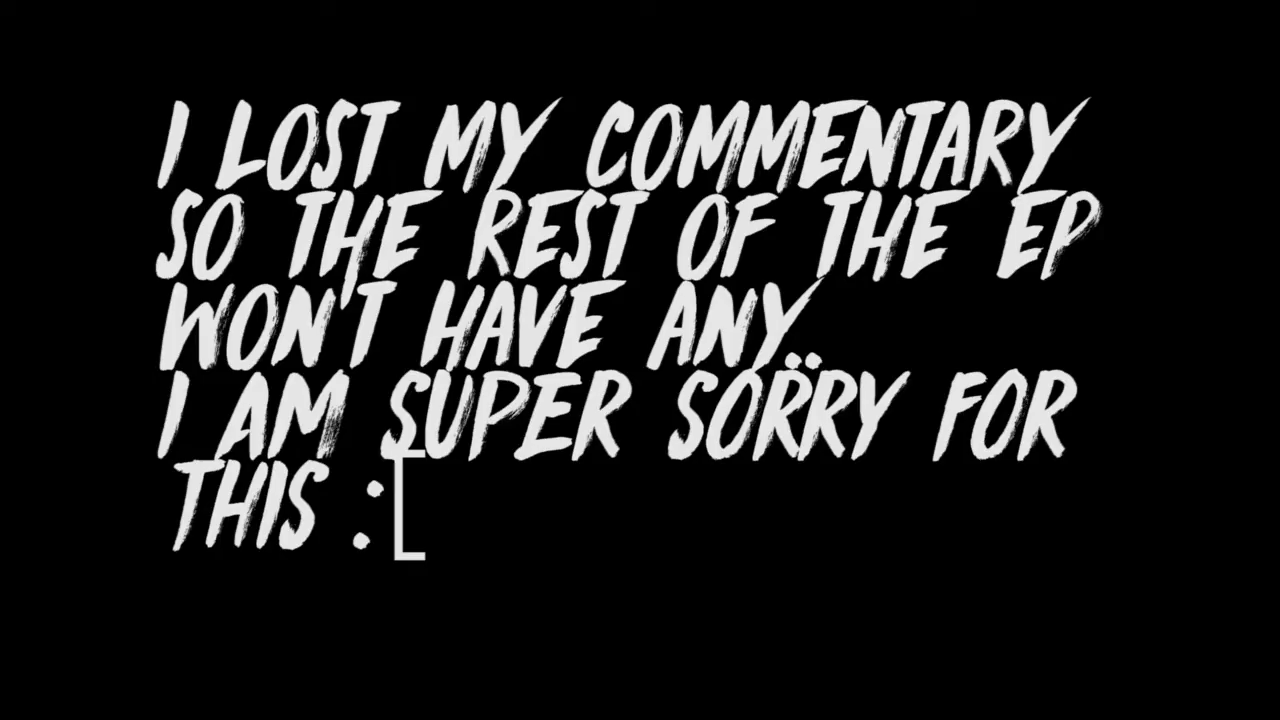 I LOST MY COMMENTARY
SO THE REST OF THE EP
WON'T HAVE ANY..
I AM SUPER SORRY FOR
THIS :[